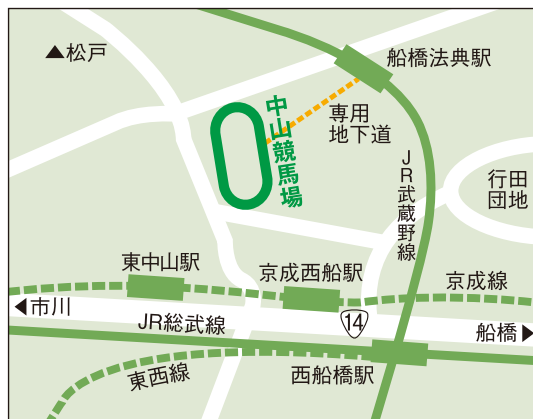 ▲松戸
船橋法典駅
中山競馬場
専用
地下道
JR武蔵野線
行田
団地
東中山駅
京成西船駅
京成線
◀市川
JR総武線
14
船橋▶
東西線
西船橋駅